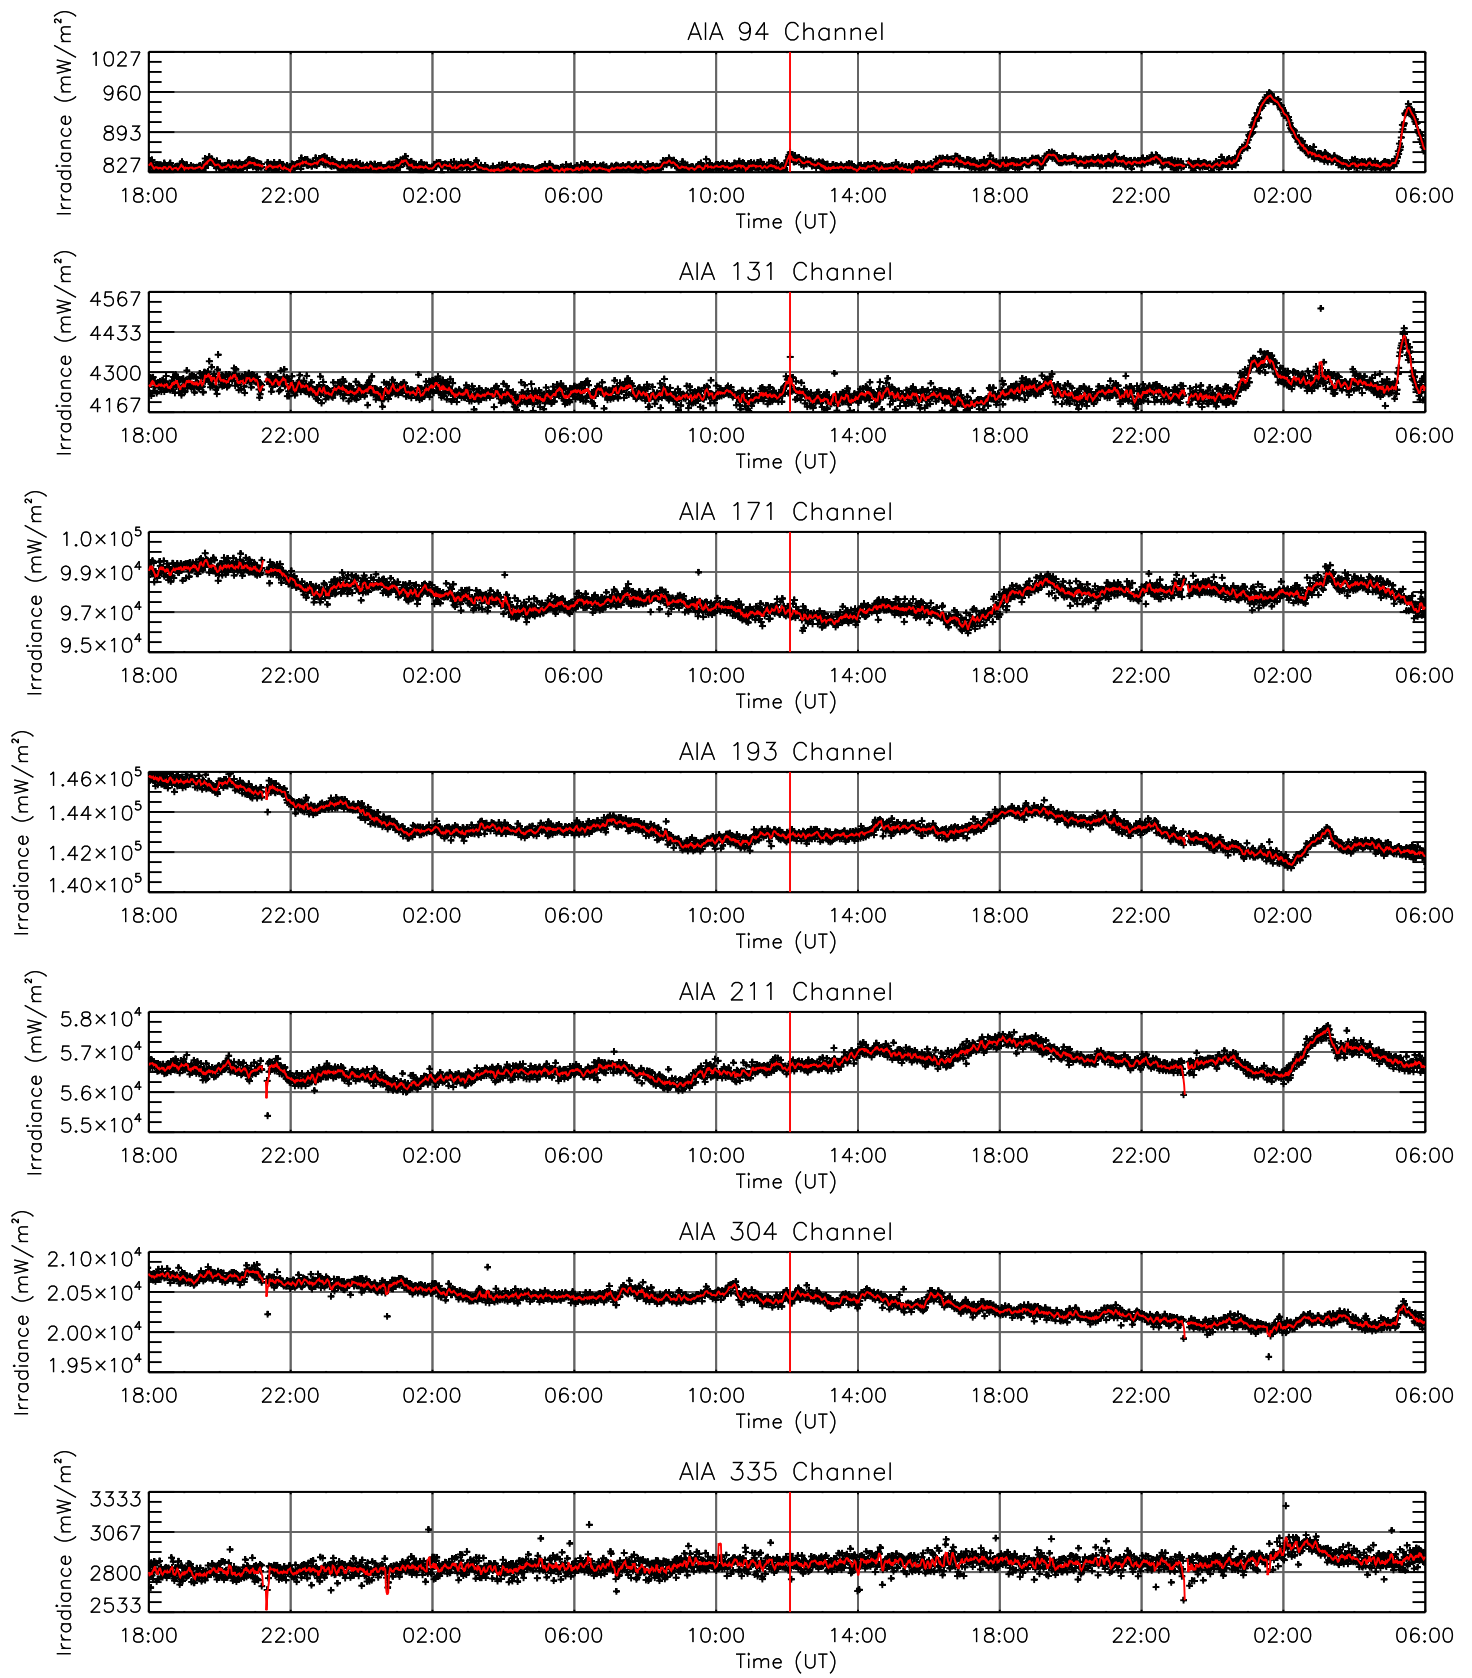 AIA 94 Channel
Irradiance (mW/m²)
1027
960
893
827
18:00 22:00 02:00 06:00 10:00 14:00 18:00 22:00 02:00 06:00
Time (UT)
AIA 131 Channel
Irradiance (mW/m²)
4567
4433
4300
4167
18:00 22:00 02:00 06:00 10:00 14:00 18:00 22:00 02:00 06:00
Time (UT)
AIA 171 Channel
Irradiance (mW/m²)
1.0×10⁵
9.9×10⁴
9.7×10⁴
9.5×10⁴
18:00 22:00 02:00 06:00 10:00 14:00 18:00 22:00 02:00 06:00
Time (UT)
AIA 193 Channel
Irradiance (mW/m²)
1.46×10⁵
1.44×10⁵
1.42×10⁵
1.40×10⁵
18:00 22:00 02:00 06:00 10:00 14:00 18:00 22:00 02:00 06:00
Time (UT)
AIA 211 Channel
Irradiance (mW/m²)
5.8×10⁴
5.7×10⁴
5.6×10⁴
5.5×10⁴
18:00 22:00 02:00 06:00 10:00 14:00 18:00 22:00 02:00 06:00
Time (UT)
AIA 304 Channel
Irradiance (mW/m²)
2.10×10⁴
2.05×10⁴
2.00×10⁴
1.95×10⁴
18:00 22:00 02:00 06:00 10:00 14:00 18:00 22:00 02:00 06:00
Time (UT)
AIA 335 Channel
Irradiance (mW/m²)
3333
3067
2800
2533
18:00 22:00 02:00 06:00 10:00 14:00 18:00 22:00 02:00 06:00
Time (UT)